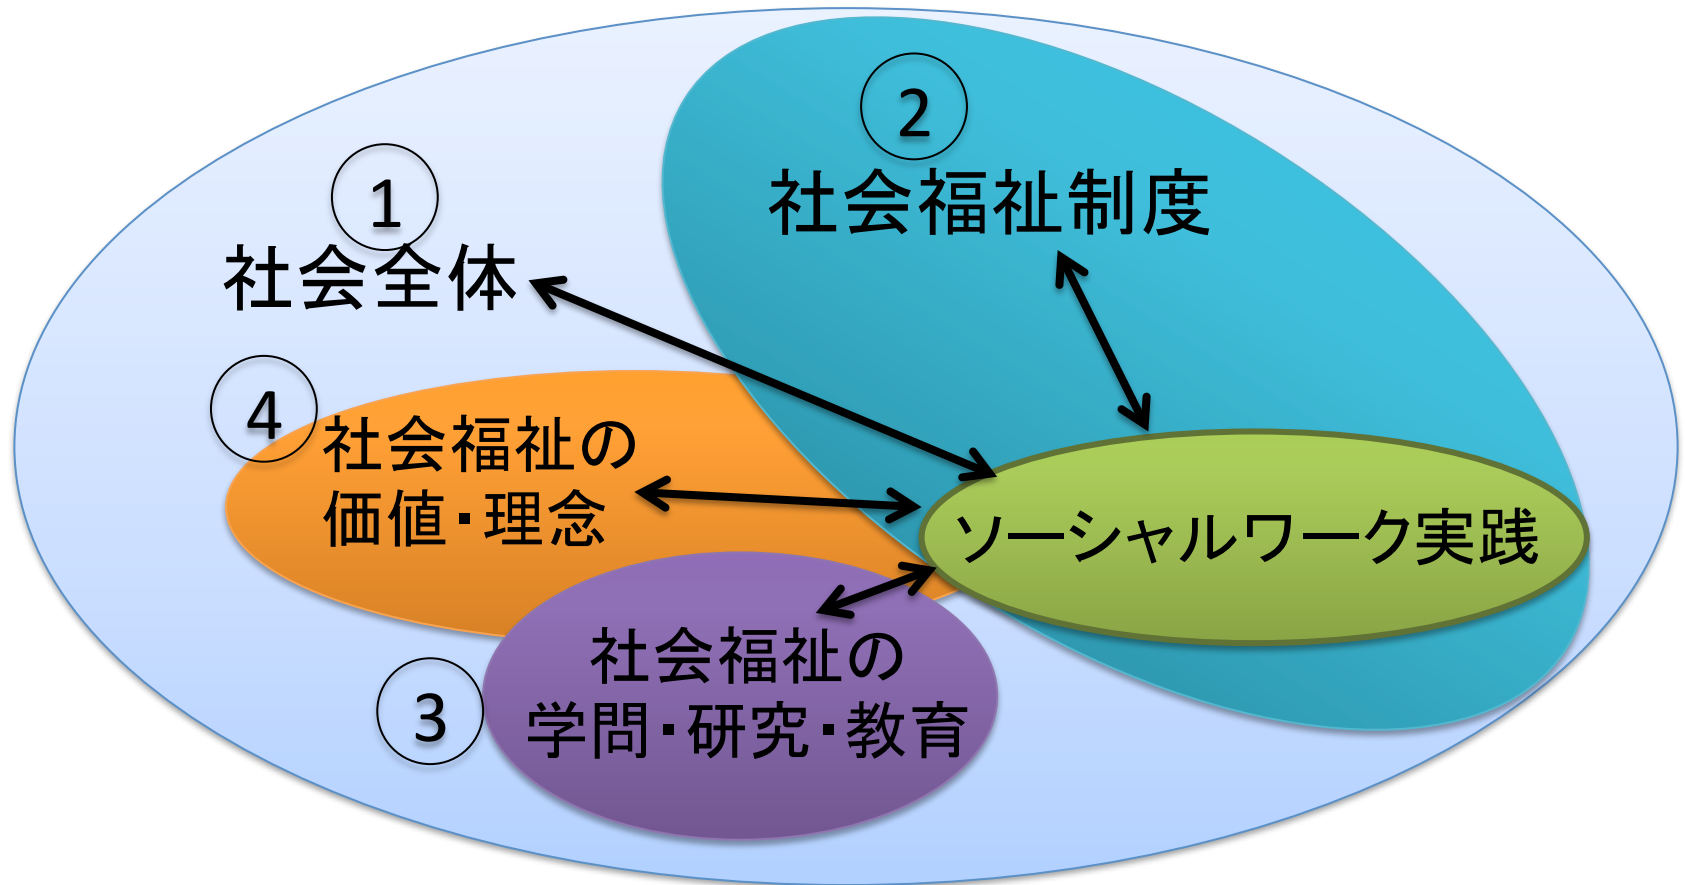 1
社会全体
2
社会福祉制度
4
社会福祉の
価値・理念
ソーシャルワーク実践
3
社会福祉の
学問・研究・教育